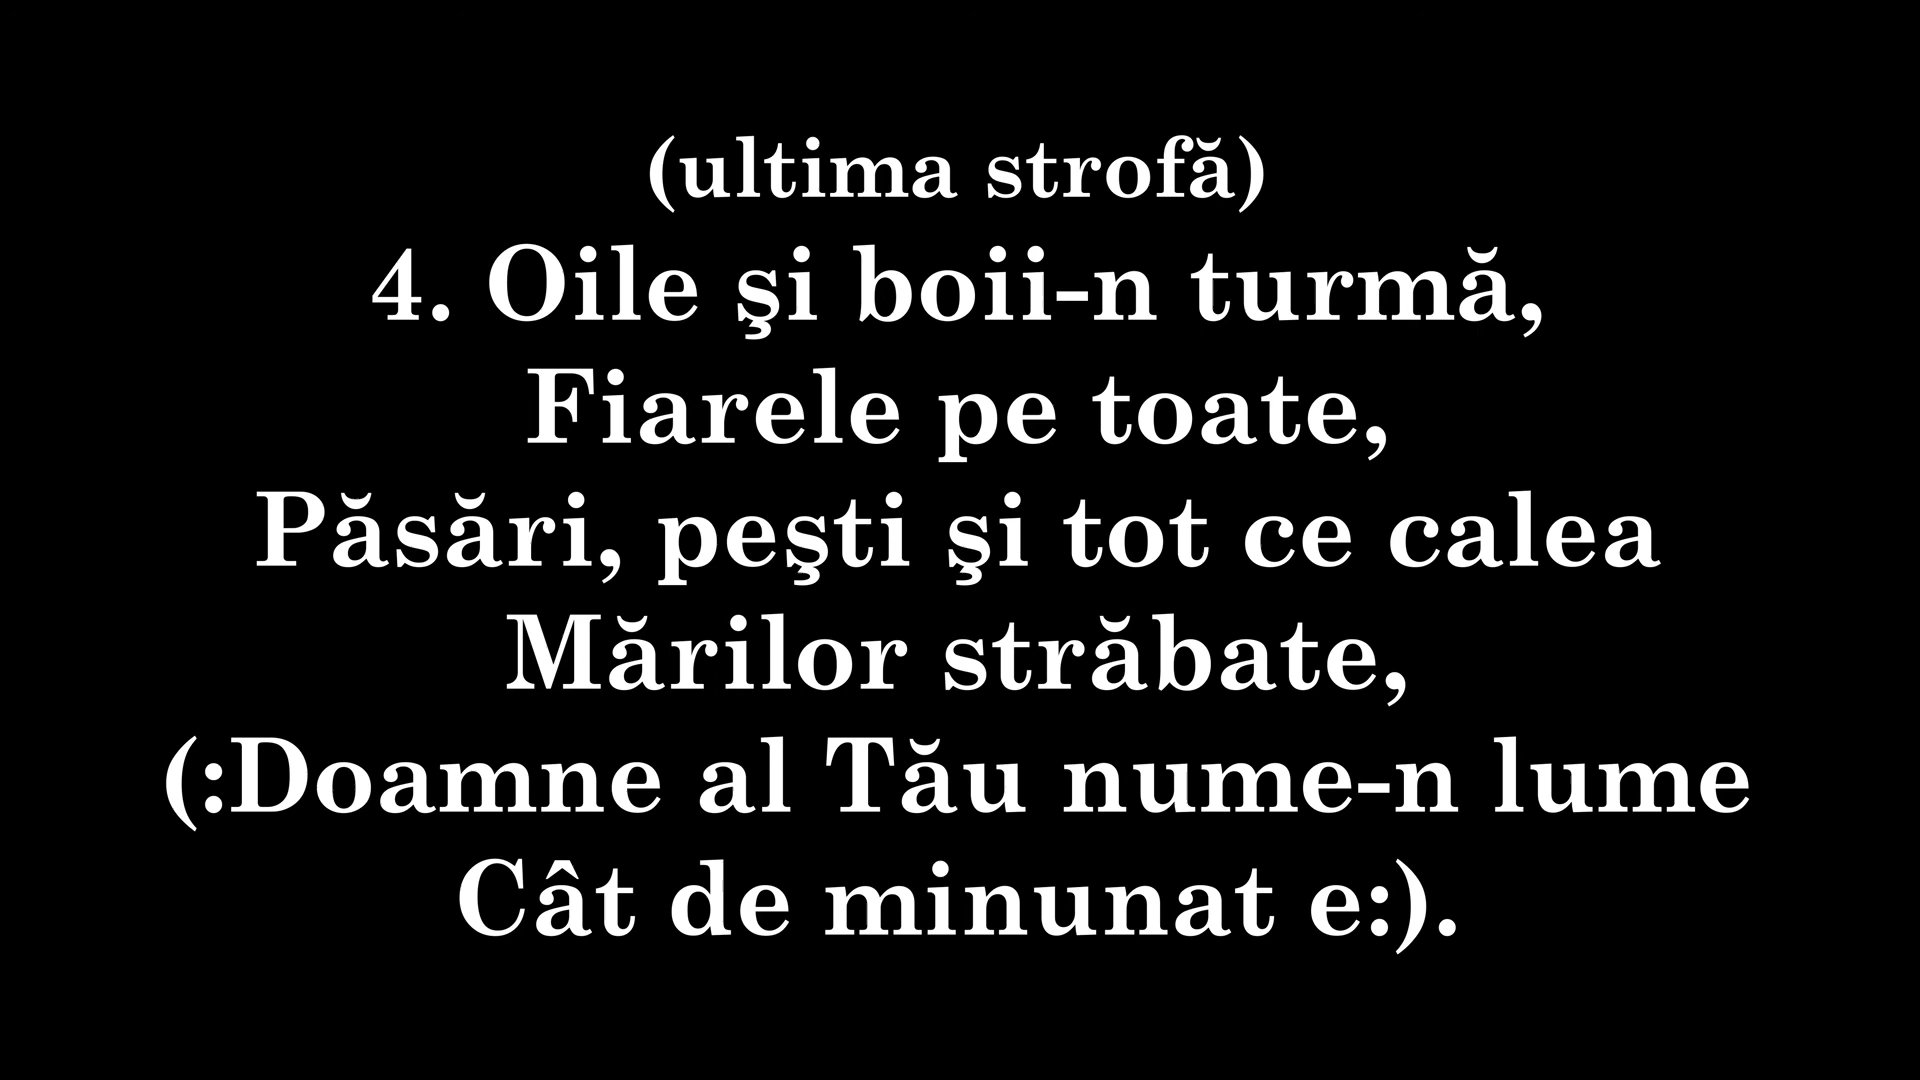 (ultima strofă)
4. Oile şi boii-n turmă,
Fiarele pe toate,
Păsări, peşti şi tot ce calea
Mărilor străbate,
(:Doamne al Tău nume-n lume
Cât de minunat e:).